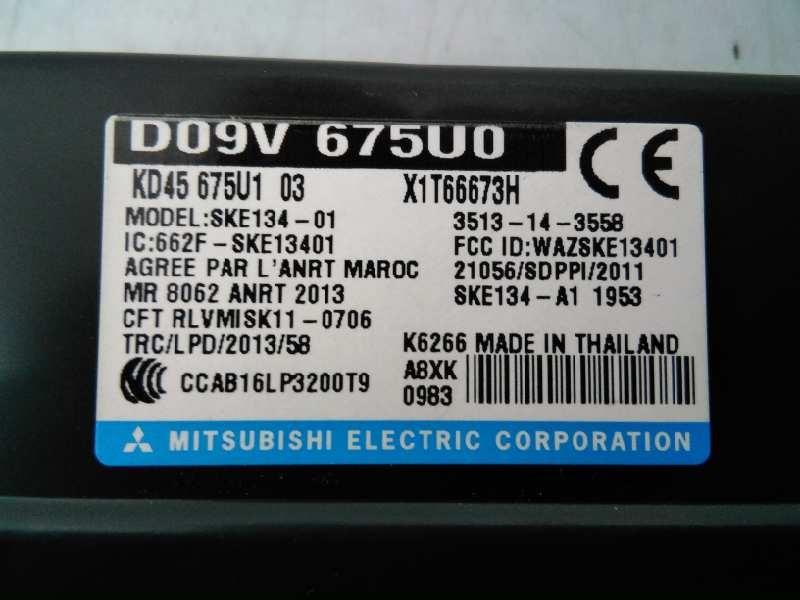 D09V 675U0
KD45 675U1 03 X1T66673H
MODEL:SKE134-01 3513-14-3558
IC:662F-SKE13401 FCC ID:WAZSKE13401
AGREE PAR L'ANRT MAROC 21056/SDPPI/2011
MR 8062 ANRT 2013 SKE134-A1 1953
CFT RLVMISK11-0706
TRC/LPD/2013/58 K6266 MADE IN THAILAND
CCAB16LP3200T9 A8XK
0983
MITSUBISHI ELECTRIC CORPORATION
CE